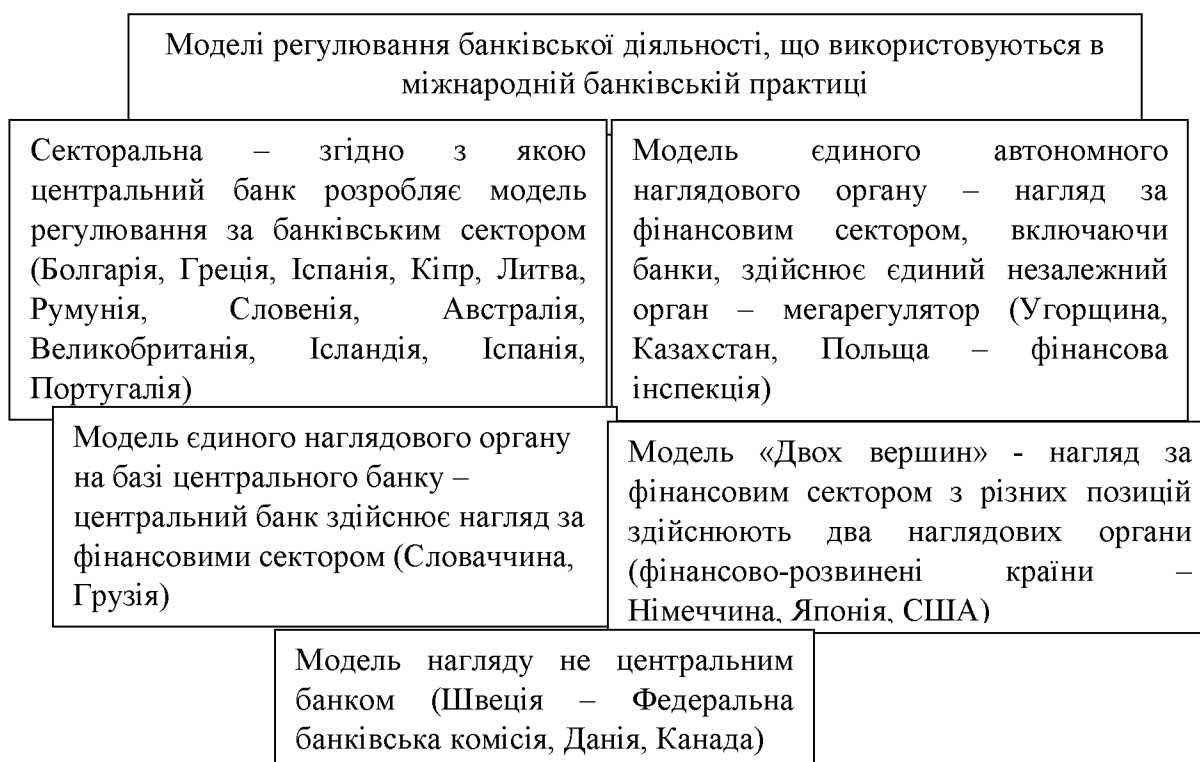 Моделі регулювання банківської діяльності, що використовуються в
міжнародній банківській практиці
Секторальна – згідно з якою
центральний банк розробляє модель
регулювання за банківським сектором
(Болгарія, Греція, Іспанія, Кіпр, Литва,
Румунія, Словенія, Австралія,
Великобританія, Ісландія, Іспанія,
Португалія)
Модель єдиного автономного
наглядового органу – нагляд за
фінансовим сектором, включаючи
банки, здійснює єдиний незалежний
орган – мегарегулятор (Угорщина,
Казахстан, Польща – фінансова
інспекція)
Модель єдиного наглядового органу
на базі центрального банку –
центральний банк здійснює нагляд за
фінансовими сектором (Словаччина,
Грузія)
Модель «Двох вершин» - нагляд за
фінансовим сектором з різних позицій
здійснюють два наглядових органи
(фінансово-розвинені країни –
Німеччина, Японія, США)
Модель нагляду не центральним
банком (Швеція – Федеральна
банківська комісія, Данія, Канада)